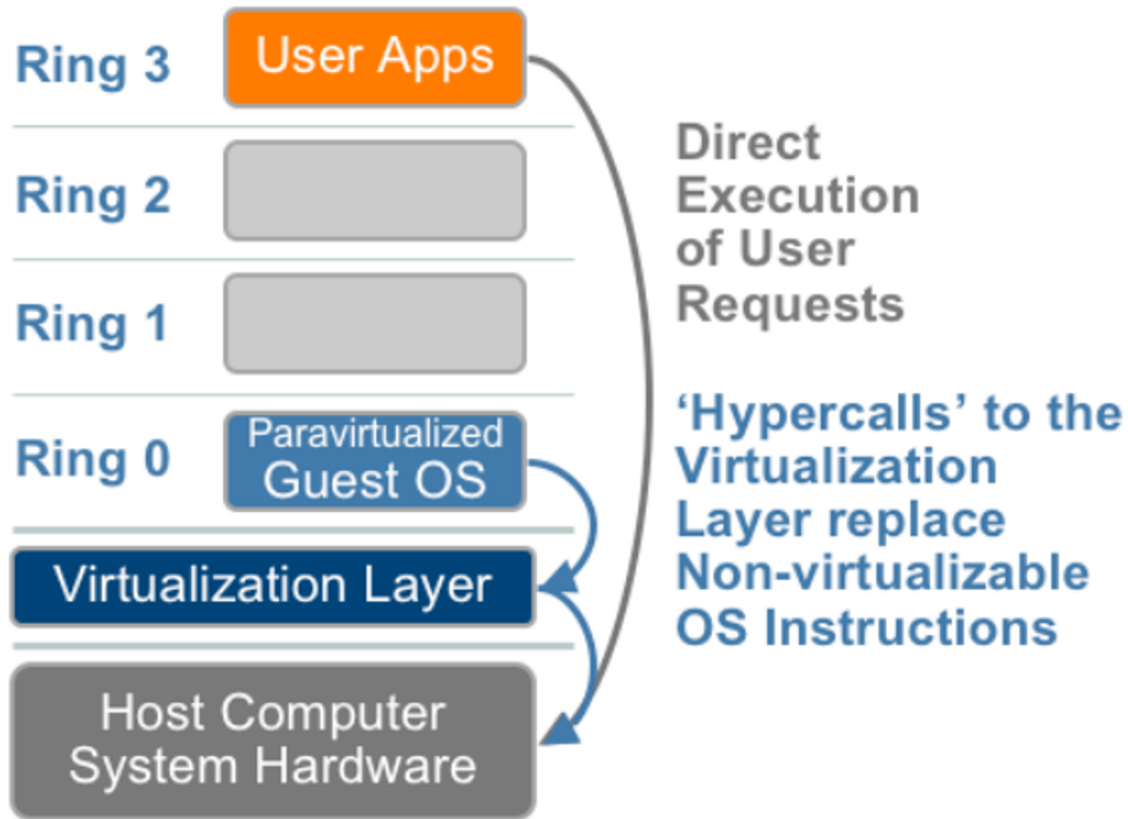 Ring 3
User Apps
Ring 2
Ring 1
Ring 0
Paravirtualized
Guest OS
Virtualization Layer
Host Computer
System Hardware
Direct
Execution
of User
Requests
‘Hypercalls’ to the
Virtualization
Layer replace
Non-virtualizable
OS Instructions